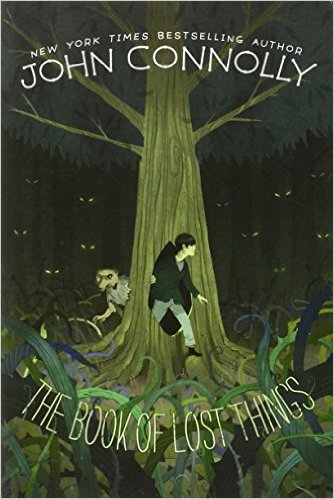 NEW YORK TIMES BESTSELLING AUTHOR
JOHN CONNOLLY
THE BOOK OF LOST THINGS